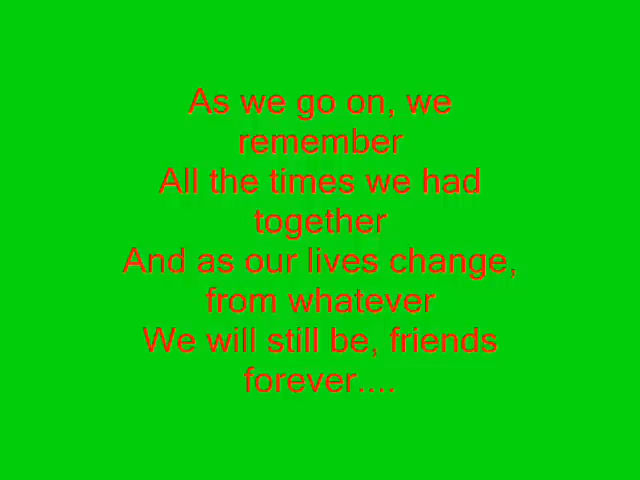 As we go on, we
remember
All the times we had
together
And as our lives change,
from whatever
We will still be, friends
forever....